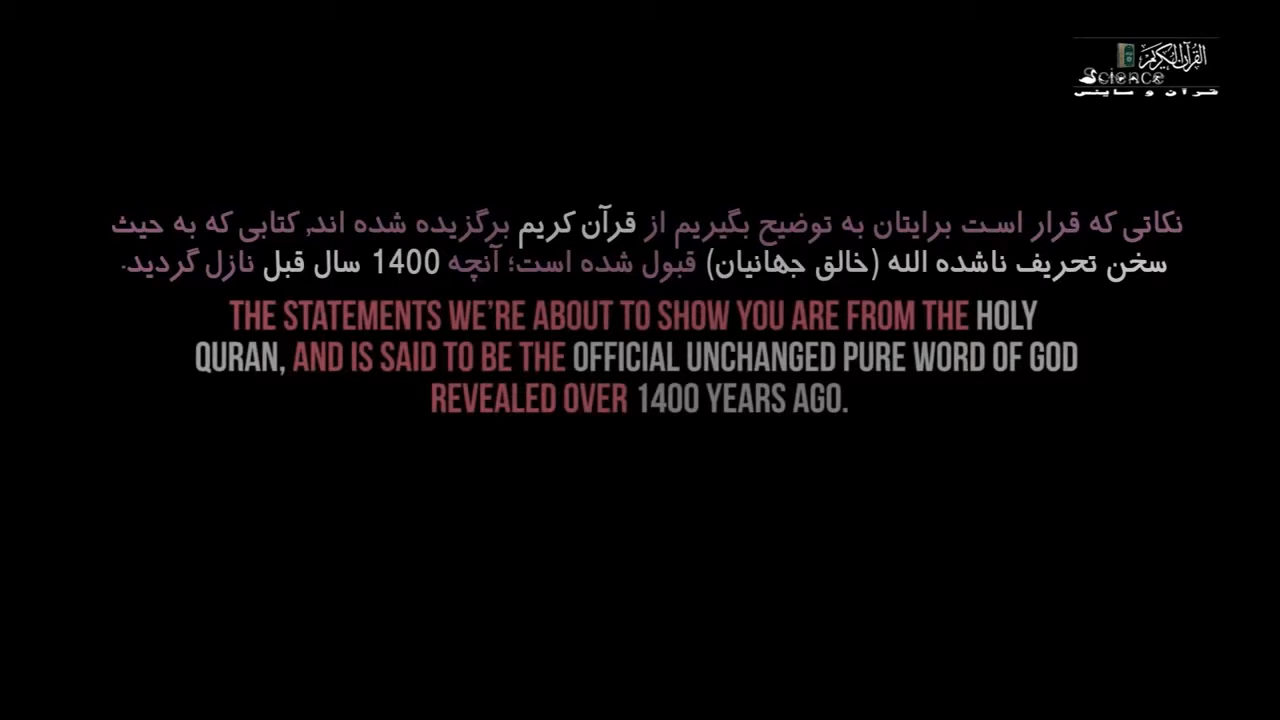 القرآن الكريم
Science
قرآن و ساینس
نکاتی که قرار است برایتان به توضیح بگیریم از قرآن کریم برگزیده شده اند, کتابی که به حیث
سخن تحریف ناشده الله (خالق جهانیان) قبول شده است؛ آنچه 1400 سال قبل نازل گردید.
THE STATEMENTS WE'RE ABOUT TO SHOW YOU ARE FROM THE HOLY
QURAN, AND IS SAID TO BE THE OFFICIAL UNCHANGED PURE WORD OF GOD
REVEALED OVER 1400 YEARS AGO.